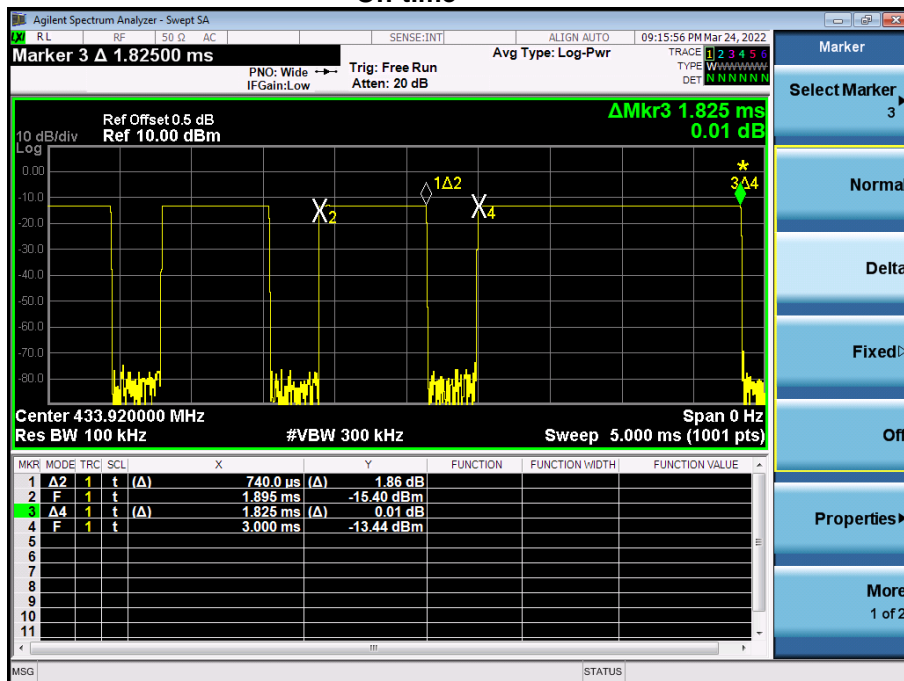 Agilent Spectrum Analyzer - Swept SA
LXI RL RF 50 Ω AC SENSE:INT ALIGN AUTO 09:15:56 PM Mar 24, 2022
Marker 3 Δ 1.82500 ms
PNO: Wide
IFGain:Low
Trig: Free Run
Atten: 20 dB
Avg Type: Log-Pwr
TRACE 1 2 3 4 5 6
TYPE WWWWWW
DET N N N N N N
Marker
Select Marker
3
Ref Offset 0.5 dB
10 dB/div Ref 10.00 dBm
Log
ΔMkr3 1.825 ms
0.01 dB
0.00
-10.0
-20.0
-30.0
-40.0
-50.0
-60.0
-70.0
-80.0
1Δ2
3Δ4
X2
X4
Normal
Delta
Fixed
Off
Center 433.920000 MHz Span 0 Hz
Res BW 100 kHz #VBW 300 kHz Sweep 5.000 ms (1001 pts)
MKR MODE TRC SCL X Y FUNCTION FUNCTION WIDTH FUNCTION VALUE
1 Δ2 1 t (Δ) 740.0 µs (Δ) 1.86 dB
2 F 1 t 1.895 ms -15.40 dBm
3 Δ4 1 t (Δ) 1.825 ms (Δ) 0.01 dB
4 F 1 t 3.000 ms -13.44 dBm
5
6
7
8
9
10
11
Properties
More
1 of 2
MSG STATUS